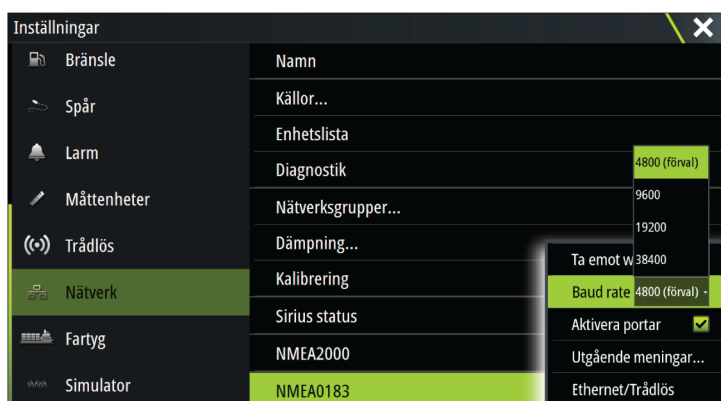 Inställningar
Bränsle
Spår
Larm
Måttenheter
Trådlös
Nätverk
Fartyg
Simulator
Namn
Källor...
Enhetslista
Diagnostik
Nätverksgrupper...
Dämpning...
Kalibrering
Sirius status
NMEA2000
NMEA0183
4800 (förval)
9600
19200
38400
Ta emot w
Baud rate 4800 (förval)
Aktivera portar
Utgående meningar...
Ethernet/Trådlös